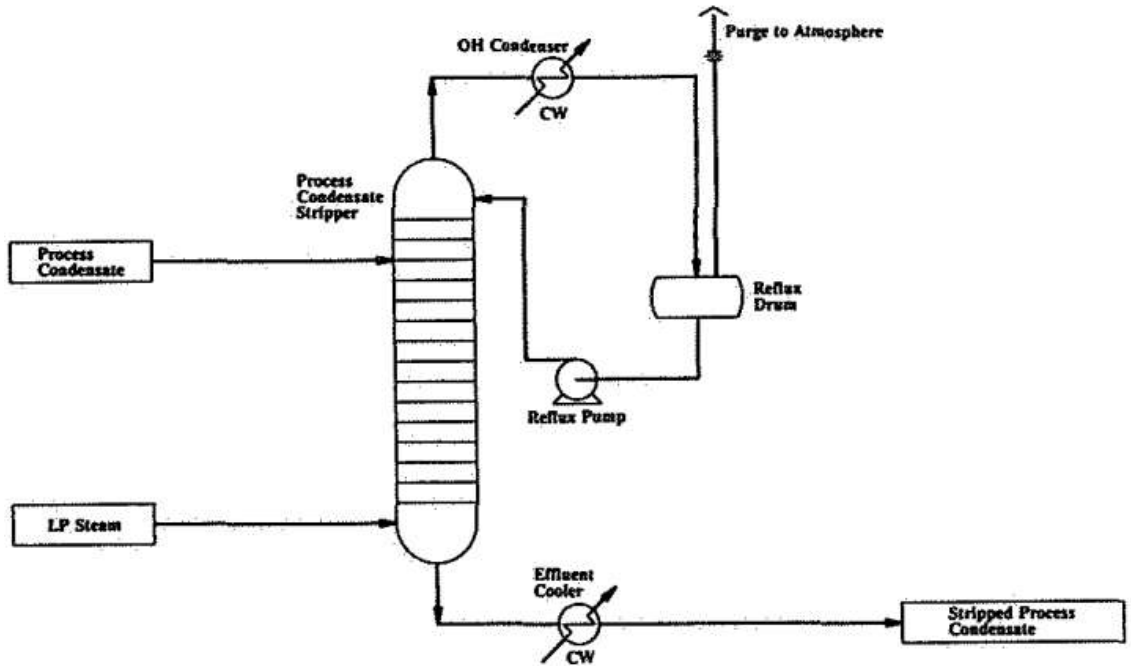 Purge to Atmosphere
OH Condenser
CW
Process
Condensate
Stripper
Process
Condensate
Reflux
Drum
Reflux Pump
LP Steam
Effluent
Cooler
CW
Stripped Process
Condensate